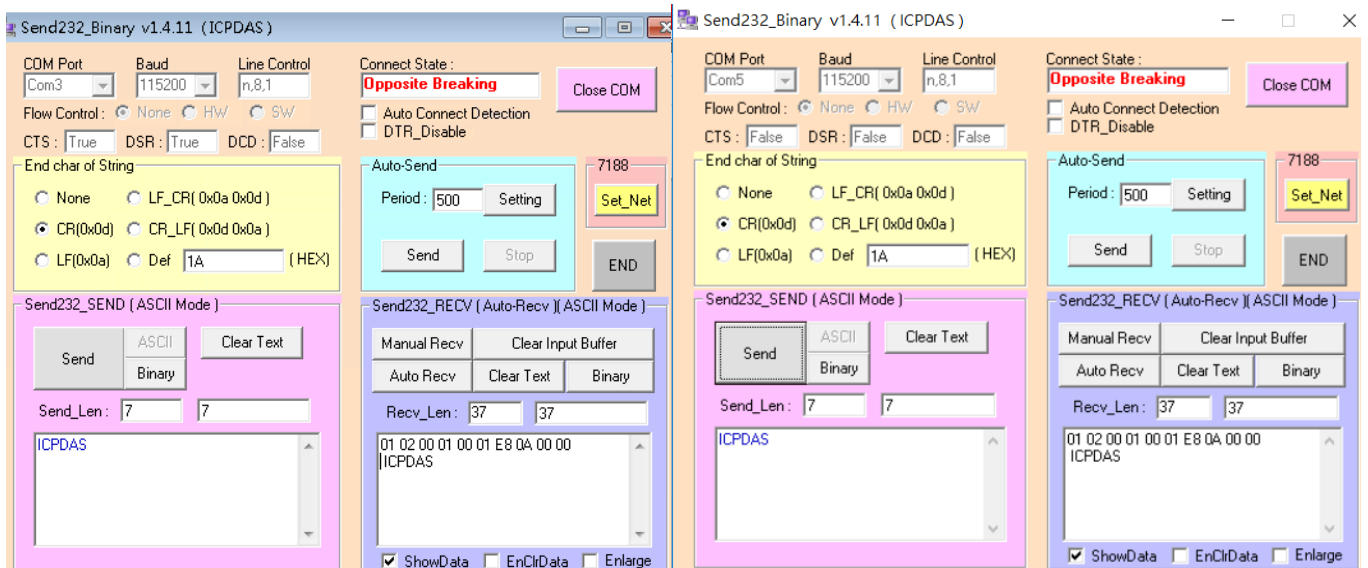 Send232_Binary v1.4.11 ( ICPDAS )
COM Port Baud Line Control Connect State :
Com3 115200 n,8,1 Opposite Breaking Close COM
Flow Control : None HW SW Auto Connect Detection
DTR_Disable
CTS : True DSR : True DCD : False
End char of String Auto-Send 7188
None LF_CR( 0x0a 0x0d ) Period : 500 Setting Set_Net
CR(0x0d) CR_LF( 0x0d 0x0a )
LF(0x0a) Def 1A ( HEX) Send Stop END
Send232_SEND ( ASCII Mode ) Send232_RECV ( Auto-Recv )( ASCII Mode )
Send ASCII Clear Text Manual Recv Clear Input Buffer
Binary Auto Recv Clear Text Binary
Send_Len : 7 7 Recv_Len : 37 37
ICPDAS 01 02 00 01 00 01 E8 0A 00 00
ICPDAS
ShowData EnClrData Enlarge
Send232_Binary v1.4.11 ( ICPDAS )
COM Port Baud Line Control Connect State :
Com5 115200 n,8,1 Opposite Breaking Close COM
Flow Control : None HW SW Auto Connect Detection
DTR_Disable
CTS : False DSR : False DCD : False
End char of String Auto-Send 7188
None LF_CR( 0x0a 0x0d ) Period : 500 Setting Set_Net
CR(0x0d) CR_LF( 0x0d 0x0a )
LF(0x0a) Def 1A ( HEX) Send Stop END
Send232_SEND ( ASCII Mode ) Send232_RECV ( Auto-Recv )( ASCII Mode )
Send ASCII Clear Text Manual Recv Clear Input Buffer
Binary Auto Recv Clear Text Binary
Send_Len : 7 7 Recv_Len : 37 37
ICPDAS 01 02 00 01 00 01 E8 0A 00 00
ICPDAS
ShowData EnClrData Enlarge